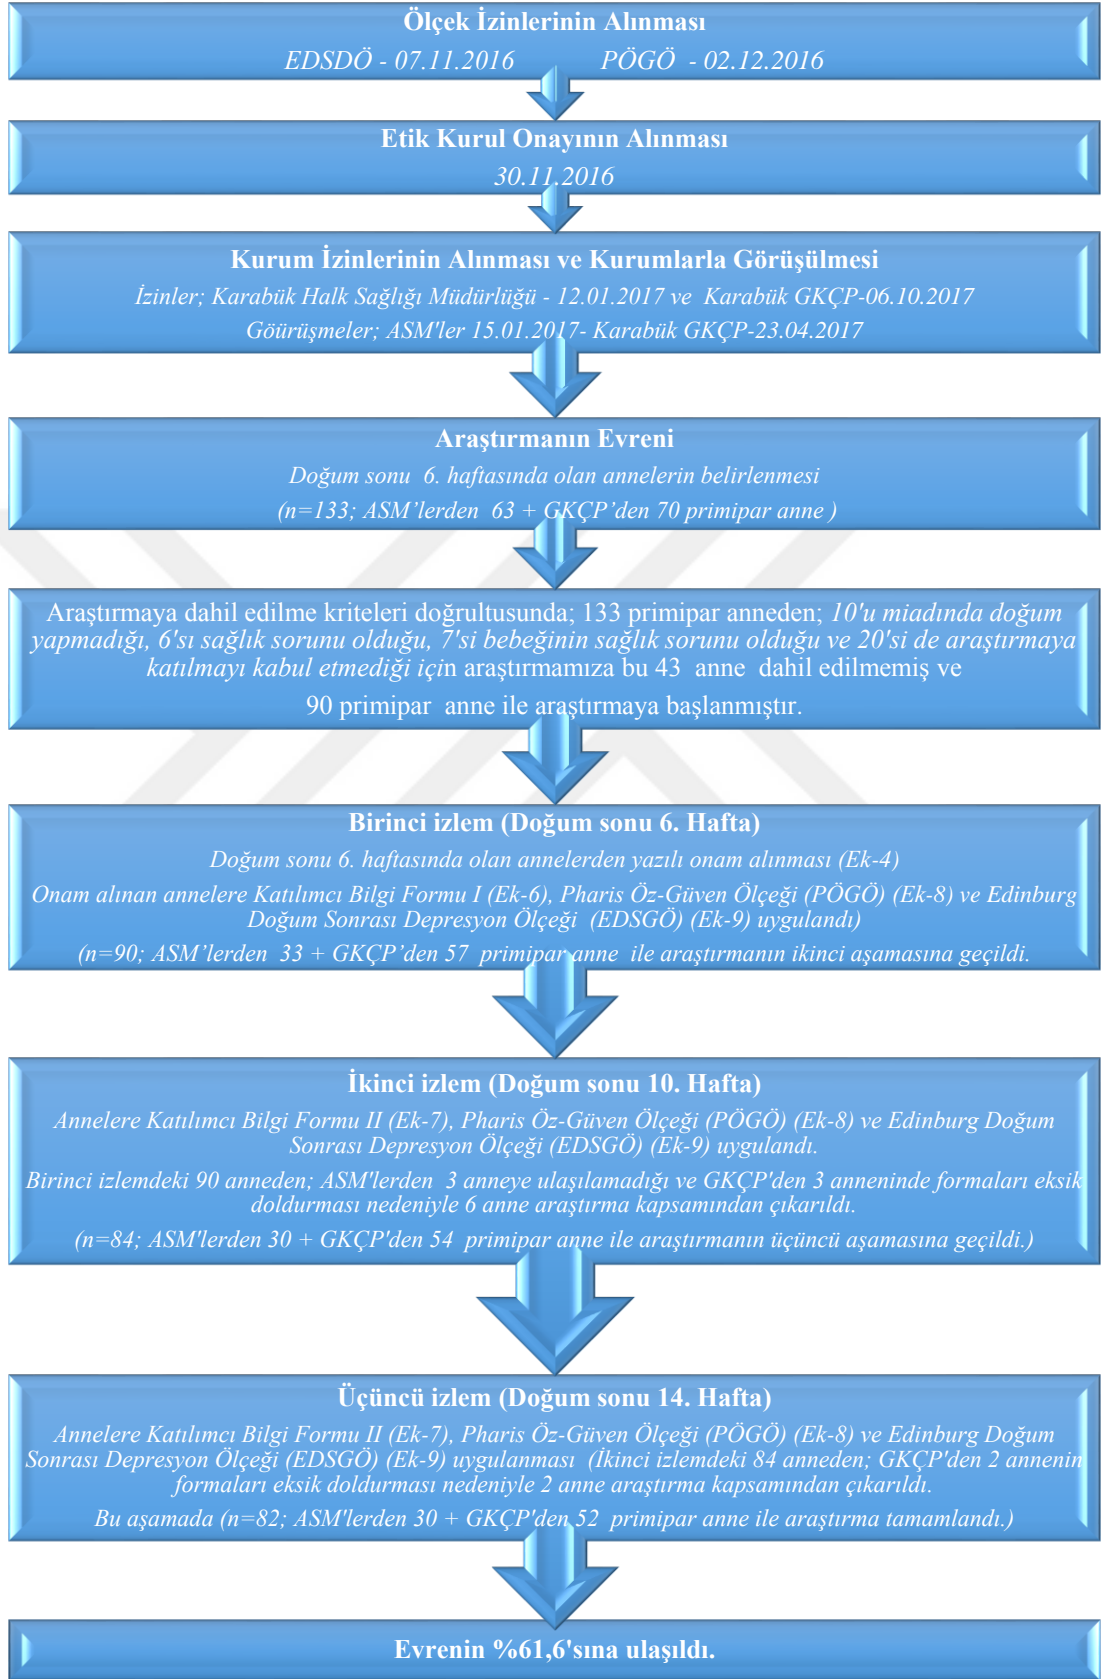 Ölçek İzinlerinin Alınması
EDSDÖ - 07.11.2016 PÖGÖ - 02.12.2016
Etik Kurul Onayının Alınması
30.11.2016
Kurum İzinlerinin Alınması ve Kurumlarla Görüşülmesi
İzinler; Karabük Halk Sağlığı Müdürlüğü - 12.01.2017 ve Karabük GKÇP-06.10.2017
Göürüşmeler; ASM'ler 15.01.2017- Karabük GKÇP-23.04.2017
Araştırmanın Evreni
Doğum sonu 6. haftasında olan annelerin belirlenmesi
(n=133; ASM’lerden 63 + GKÇP’den 70 primipar anne )
Araştırmaya dahil edilme kriteleri doğrultusunda; 133 primipar anneden; 10'u miadında doğum
yapmadığı, 6'sı sağlık sorunu olduğu, 7'si bebeğinin sağlık sorunu olduğu ve 20'si de araştırmaya
katılmayı kabul etmediği için araştırmamıza bu 43 anne dahil edilmemiş ve
90 primipar anne ile araştırmaya başlanmıştır.
Birinci izlem (Doğum sonu 6. Hafta)
Doğum sonu 6. haftasında olan annelerden yazılı onam alınması (Ek-4)
Onam alınan annelere Katılımcı Bilgi Formu I (Ek-6), Pharis Öz-Güven Ölçeği (PÖGÖ) (Ek-8) ve Edinburg
Doğum Sonrası Depresyon Ölçeği (EDSGÖ) (Ek-9) uygulandı)
(n=90; ASM’lerden 33 + GKÇP’den 57 primipar anne ile araştırmanın ikinci aşamasına geçildi.
İkinci izlem (Doğum sonu 10. Hafta)
Annelere Katılımcı Bilgi Formu II (Ek-7), Pharis Öz-Güven Ölçeği (PÖGÖ) (Ek-8) ve Edinburg Doğum
Sonrası Depresyon Ölçeği (EDSGÖ) (Ek-9) uygulandı.
Birinci izlemdeki 90 anneden; ASM'lerden 3 anneye ulaşılamadığı ve GKÇP'den 3 anneninde formaları eksik
doldurması nedeniyle 6 anne araştırma kapsamından çıkarıldı.
(n=84; ASM'lerden 30 + GKÇP'den 54 primipar anne ile araştırmanın üçüncü aşamasına geçildi.)
Üçüncü izlem (Doğum sonu 14. Hafta)
Annelere Katılımcı Bilgi Formu II (Ek-7), Pharis Öz-Güven Ölçeği (PÖGÖ) (Ek-8) ve Edinburg Doğum
Sonrası Depresyon Ölçeği (EDSGÖ) (Ek-9) uygulanması (İkinci izlemdeki 84 anneden; GKÇP'den 2 annenin
formaları eksik doldurması nedeniyle 2 anne araştırma kapsamından çıkarıldı.
Bu aşamada (n=82; ASM'lerden 30 + GKÇP'den 52 primipar anne ile araştırma tamamlandı.)
Evrenin %61,6'sına ulaşıldı.